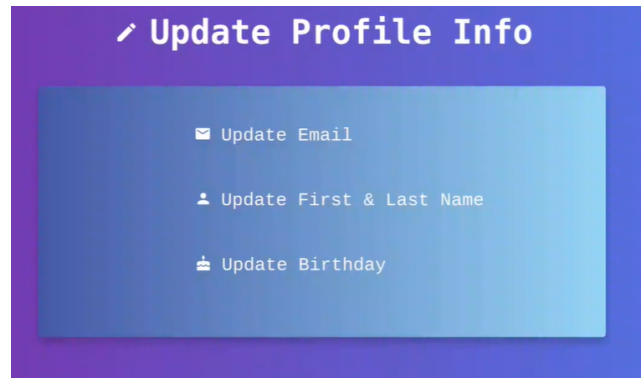 Update Profile Info
Update Email
Update First & Last Name
Update Birthday